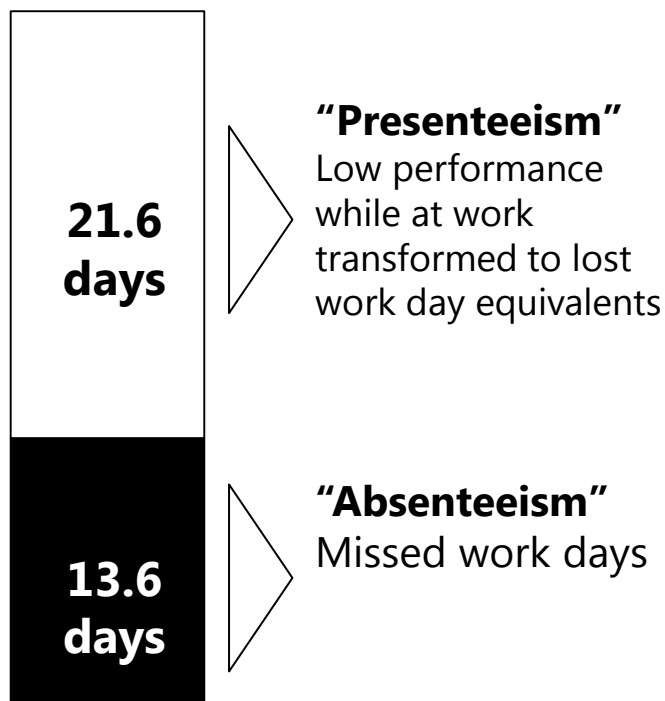 21.6
days
“Presenteeism”
Low performance
while at work
transformed to lost
work day equivalents
13.6
days
“Absenteeism”
Missed work days